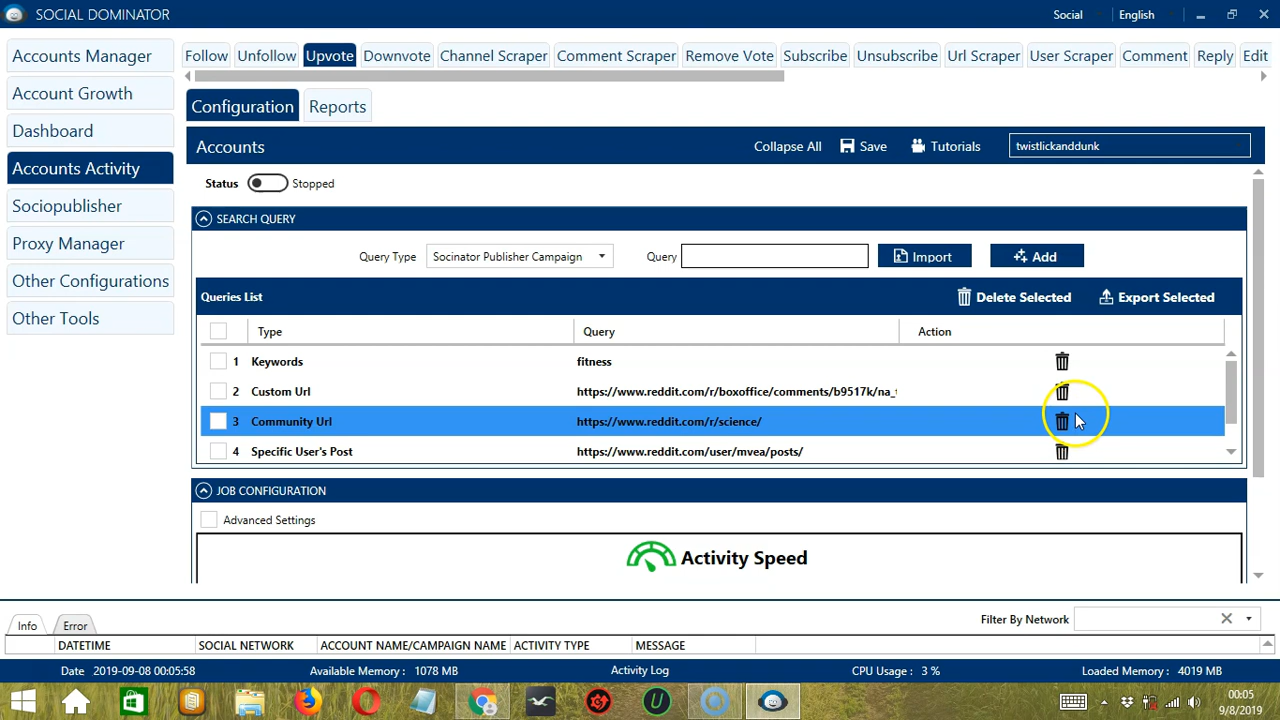 SOCIAL DOMINATOR
Social English
Accounts Manager
Account Growth
Dashboard
Accounts Activity
Sociopublisher
Proxy Manager
Other Configurations
Other Tools
Follow Unfollow Upvote Downvote Channel Scraper Comment Scraper Remove Vote Subscribe Unsubscribe Url Scraper User Scraper Comment Reply Edit
Configuration Reports
Accounts Collapse All Save Tutorials twistlickanddunk
Status Stopped
SEARCH QUERY
Query Type Socinator Publisher Campaign Query Import Add
Queries List Delete Selected Export Selected
Type Query Action
1 Keywords fitness
2 Custom Url https://www.reddit.com/r/boxoffice/comments/b9517k/na_
3 Community Url https://www.reddit.com/r/science/
4 Specific User's Post https://www.reddit.com/user/mvea/posts/
JOB CONFIGURATION
Advanced Settings
Activity Speed
Info Error Filter By Network
DATETIME SOCIAL NETWORK ACCOUNT NAME/CAMPAIGN NAME ACTIVITY TYPE MESSAGE
Date 2019-09-08 00:05:58 Available Memory : 1078 MB Activity Log CPU Usage : 3 % Loaded Memory : 4019 MB
00:05
9/8/2019